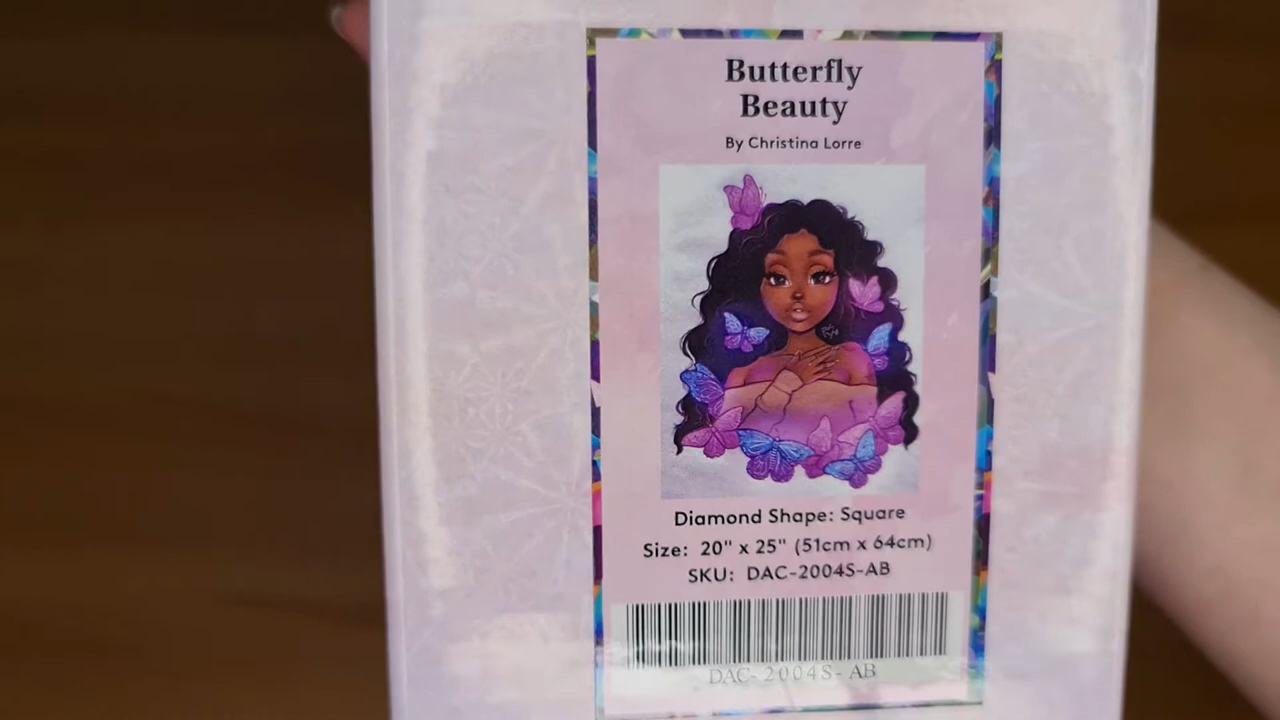 Butterfly
Beauty
By Christina Lorre
Diamond Shape: Square
Size: 20" x 25" (51cm x 64cm)
SKU: DAC-2004S-AB
DAC-2004S-AB